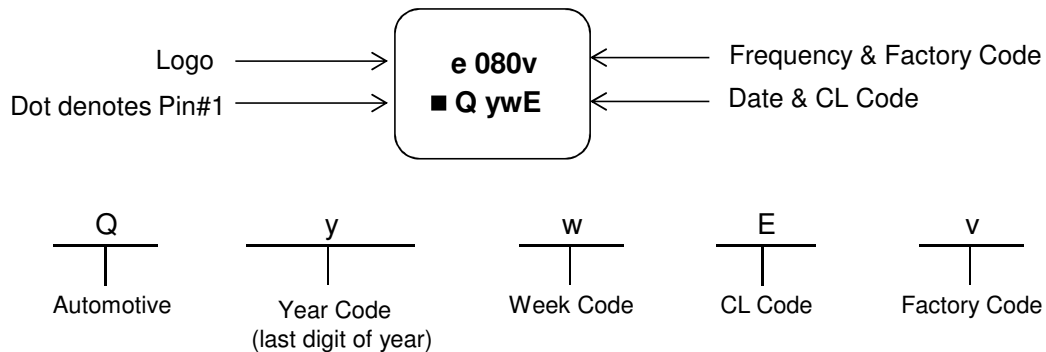 Logo
e 080v
Frequency & Factory Code
Dot denotes Pin#1
■ Q ywE
Date & CL Code
Q
y
w
E
v
Automotive
Year Code
(last digit of year)
Week Code
CL Code
Factory Code